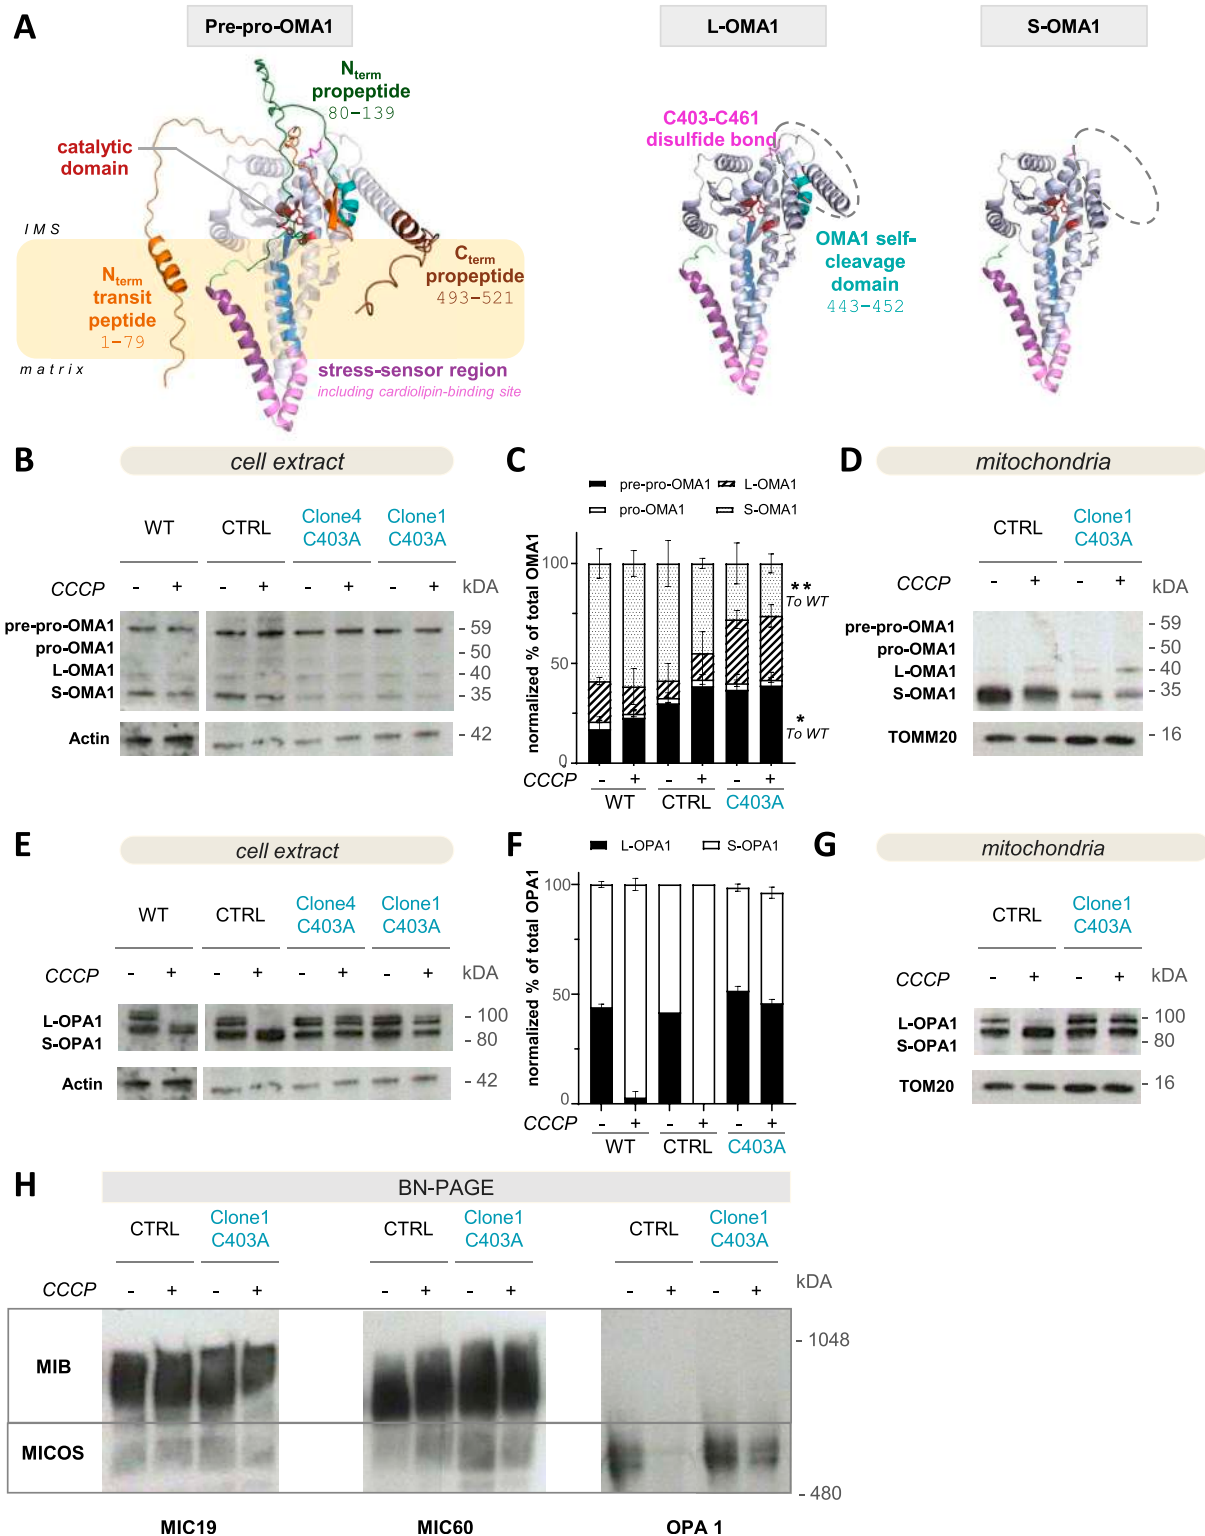 A
Pre-pro-OMA1
L-OMA1
S-OMA1
Nterm
propeptide
80–139
catalytic
domain
C403-C461
disulfide bond
IMS
Nterm
transit
peptide
1–79
Cterm
propeptide
493–521
OMA1 self-
cleavage
domain
443–452
matrix
stress-sensor region
including cardiolipin-binding site
B
cell extract
WT
CTRL
Clone4
C403A
Clone1
C403A
CCCP
- + - + - + - +
kDA
pre-pro-OMA1
pro-OMA1
L-OMA1
S-OMA1
- 59
- 50
- 40
- 35
Actin
- 42
C
pre-pro-OMA1
L-OMA1
pro-OMA1
S-OMA1
normalized % of total OMA1
100
50
0
**
To WT
*
To WT
CCCP
- + - + - +
WT
CTRL
C403A
D
mitochondria
CTRL
Clone1
C403A
CCCP
- + - +
kDA
pre-pro-OMA1
pro-OMA1
L-OMA1
S-OMA1
- 59
- 50
- 40
- 35
TOMM20
- 16
E
cell extract
WT
CTRL
Clone4
C403A
Clone1
C403A
CCCP
- + - + - + - +
kDA
L-OPA1
S-OPA1
- 100
- 80
Actin
- 42
F
L-OPA1
S-OPA1
normalized % of total OPA1
100
50
0
CCCP
- + - + - +
WT
CTRL
C403A
G
mitochondria
CTRL
Clone1
C403A
CCCP
- + - +
kDA
L-OPA1
S-OPA1
- 100
- 80
TOM20
- 16
H
BN-PAGE
CTRL
Clone1
C403A
CTRL
Clone1
C403A
CTRL
Clone1
C403A
CCCP
- + - + - + - + - + - +
kDA
MIB
MICOS
- 1048
- 480
MIC19
MIC60
OPA 1